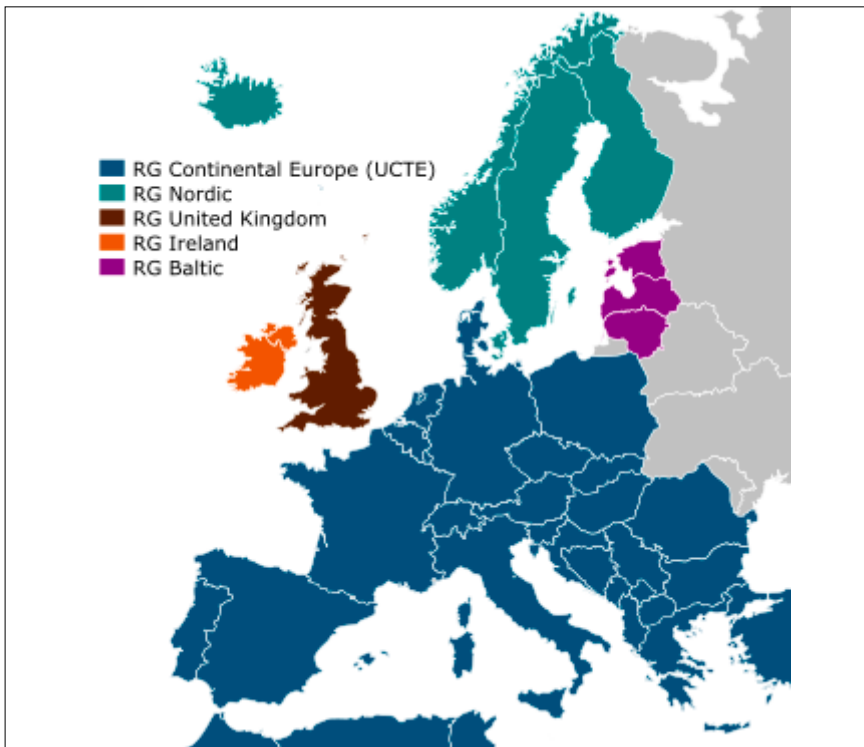 RG Continental Europe (UCTE)
RG Nordic
RG United Kingdom
RG Ireland
RG Baltic